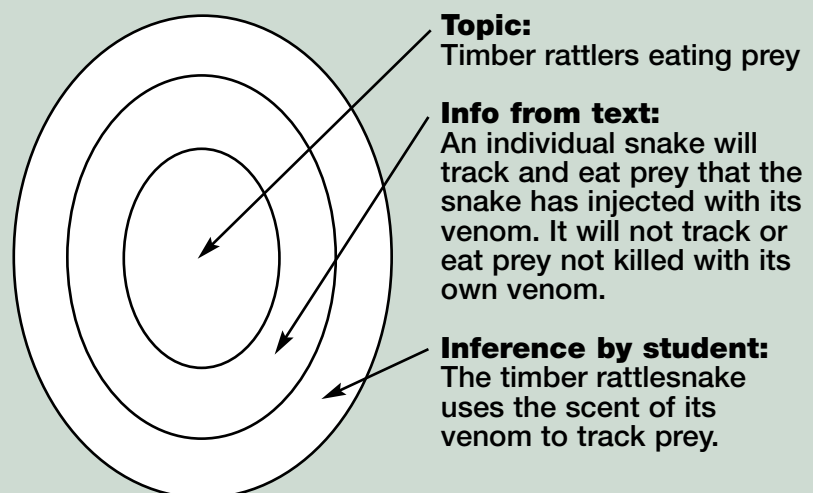 Topic:
Timber rattlers eating prey
Info from text:
An individual snake will
track and eat prey that the
snake has injected with its
venom. It will not track or
eat prey not killed with its
own venom.
Inference by student:
The timber rattlesnake
uses the scent of its
venom to track prey.